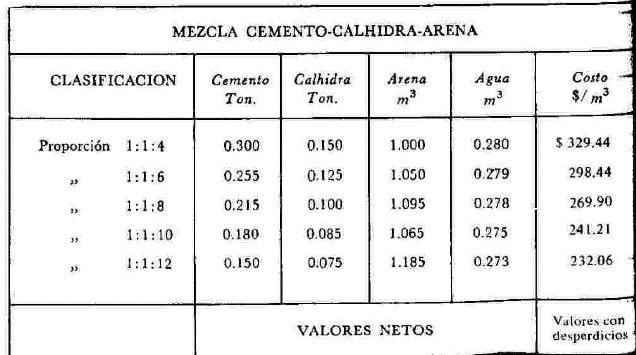 MEZCLA CEMENTO-CALHIDRA-ARENA
CLASIFICACION Cemento Ton. Calhidra Ton. Arena m³ Agua m³ Costo $/m³
Proporción 1:1:4 0.300 0.150 1.000 0.280 $ 329.44
,, 1:1:6 0.255 0.125 1.050 0.279 298.44
,, 1:1:8 0.215 0.100 1.095 0.278 269.90
,, 1:1:10 0.180 0.085 1.065 0.275 241.21
,, 1:1:12 0.150 0.075 1.185 0.273 232.06
VALORES NETOS Valores con desperdicios